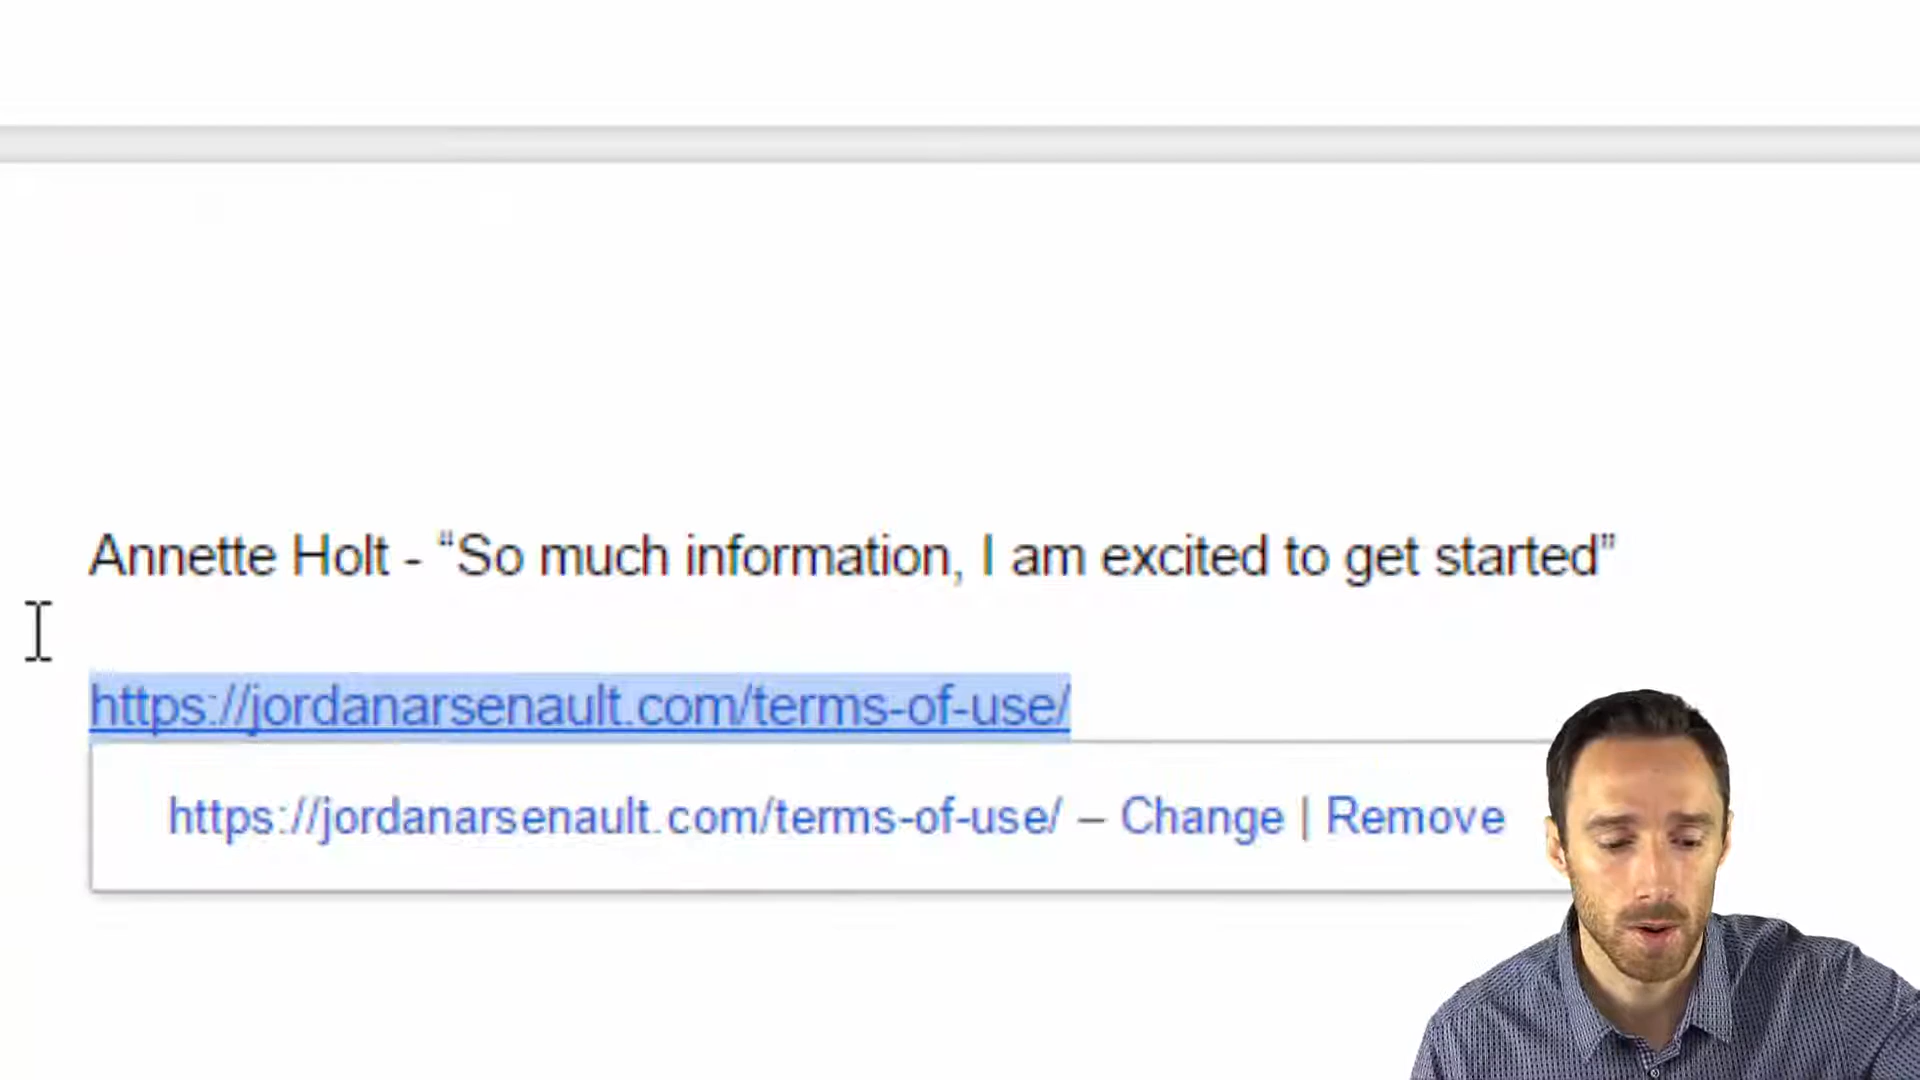 Annette Holt - “So much information, I am excited to get started”
https://jordanarsenault.com/terms-of-use/
https://jordanarsenault.com/terms-of-use/ – Change | Remove